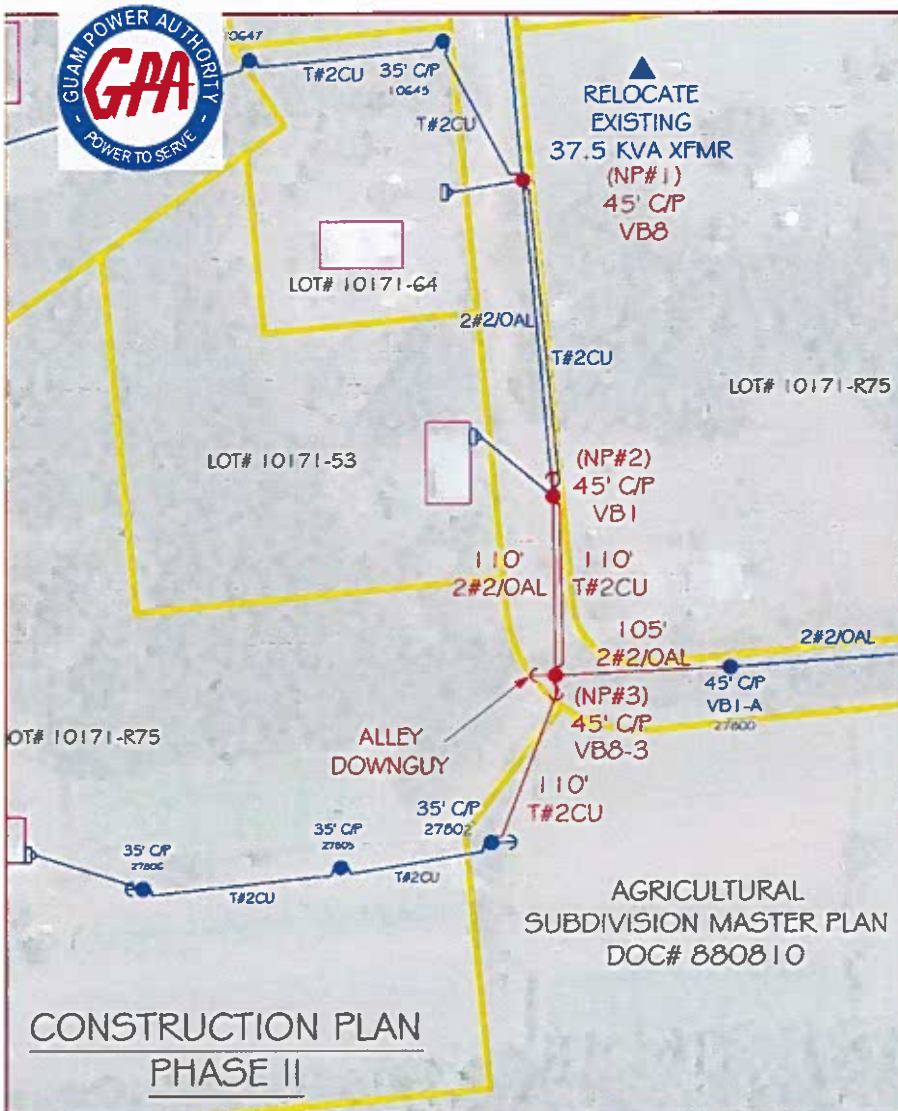 GUAM POWER AUTHORITY
GPA
- POWER TO SERVE -
10647
T#2CU
35' C/P
10645
T#2CU
RELOCATE
EXISTING
37.5 KVA XFMR
(NP#1)
45' C/P
VB8
LOT# 10171-64
2#2/OAL
T#2CU
LOT# 10171-R75
LOT# 10171-53
(NP#2)
45' C/P
VB1
110'
2#2/OAL
110'
T#2CU
105'
2#2/OAL
2#2/OAL
45' C/P
VB1-A
27800
(NP#3)
45' C/P
VB8-3
OT# 10171-R75
ALLEY
DOWNGUY
110'
T#2CU
35' C/P
27802
35' C/P
27805
35' C/P
27806
T#2CU
T#2CU
AGRICULTURAL
SUBDIVISION MASTER PLAN
DOC# 880810
CONSTRUCTION PLAN
PHASE II